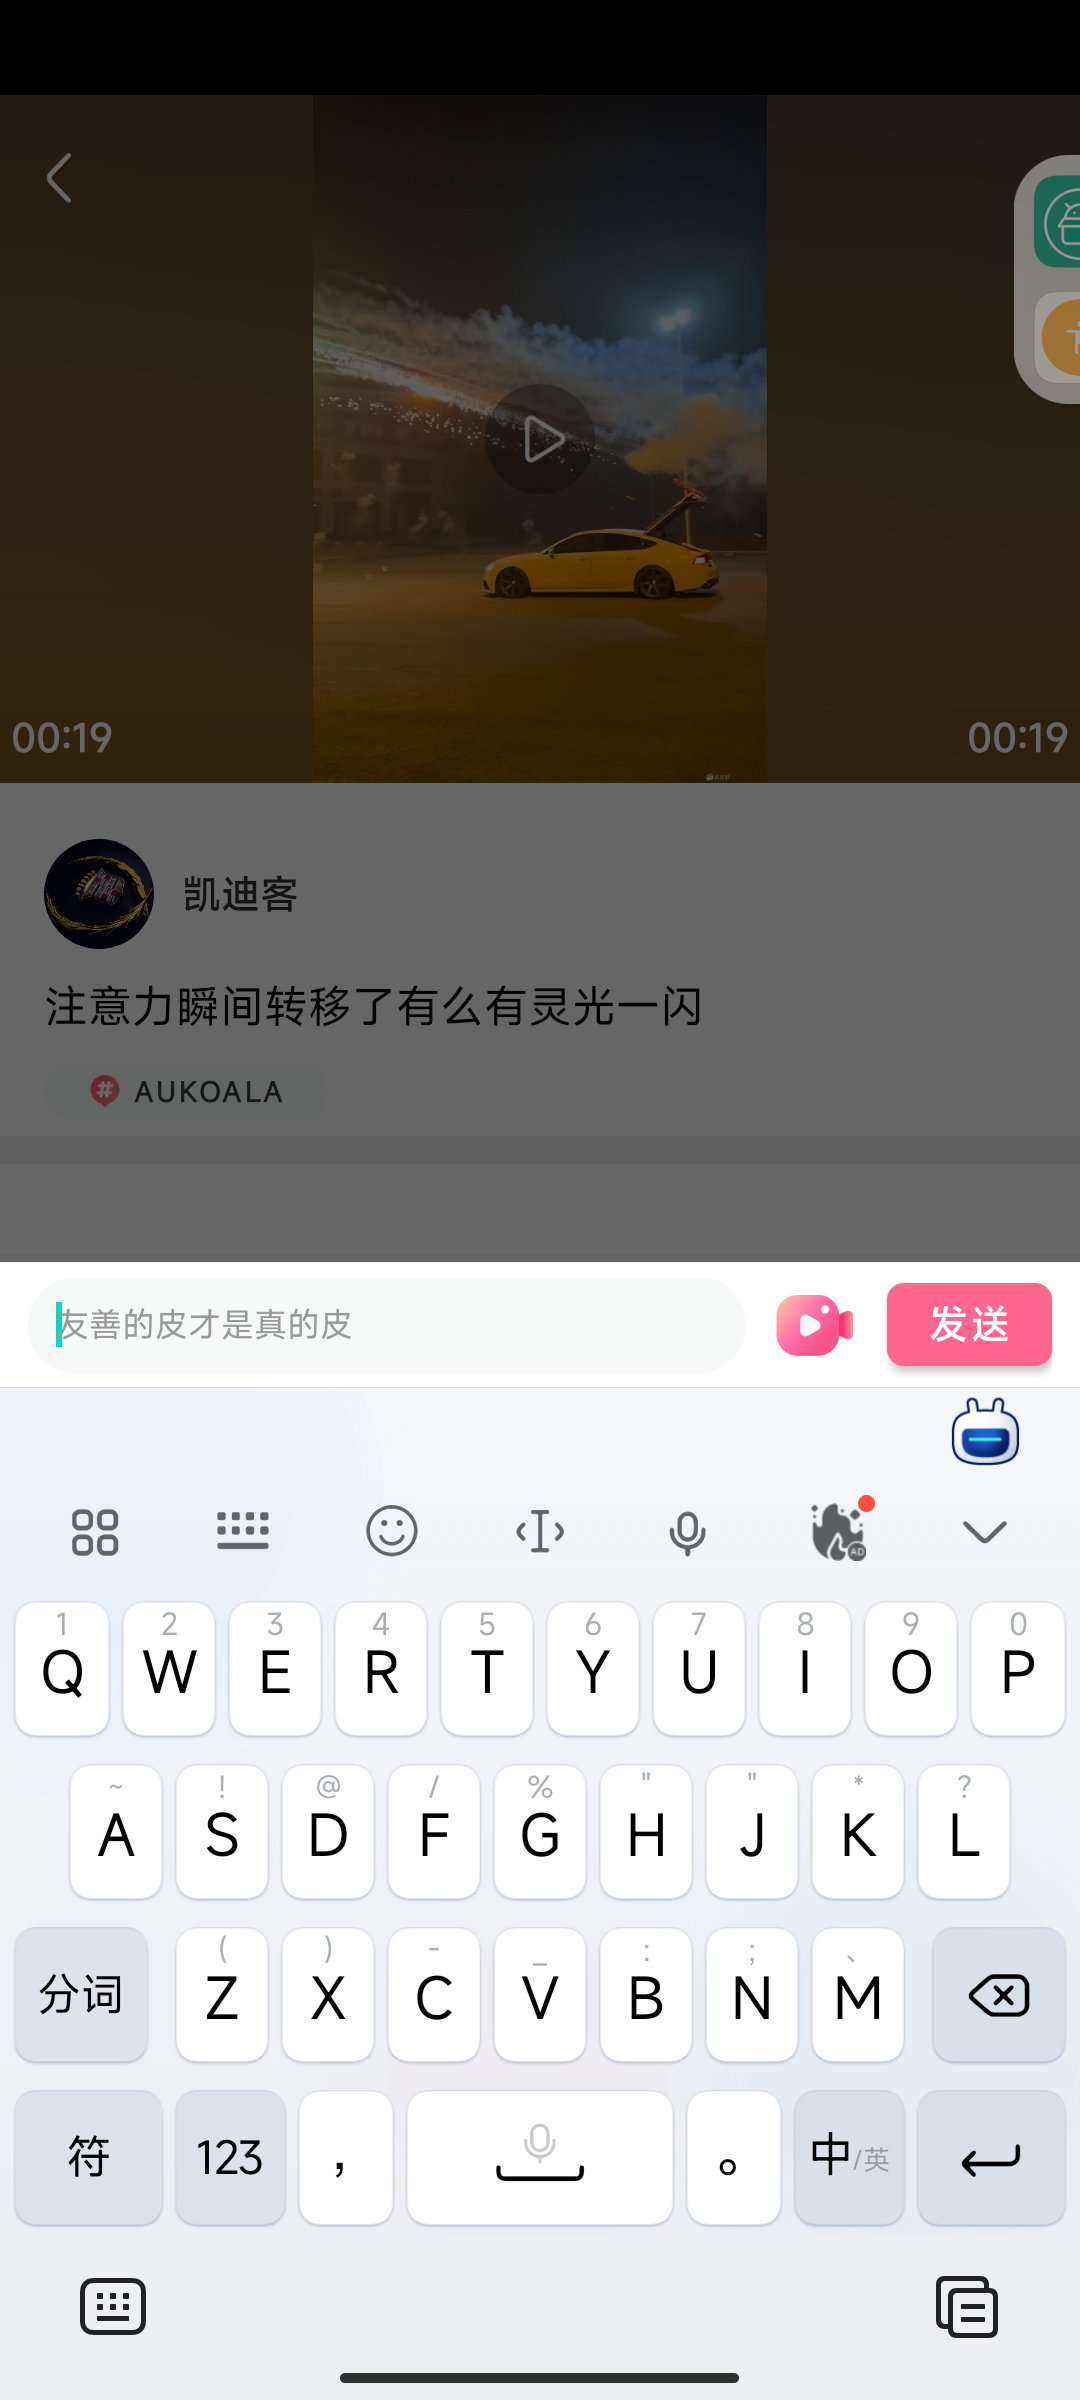 00:19
00:19
凯迪客
注意力瞬间转移了有么有灵光一闪
# AUKOALA
友善的皮才是真的皮
发送
AD
1 2 3 4 5 6 7 8 9 0
Q W E R T Y U I O P
~ ! @ / % " " * ?
A S D F G H J K L
( ) - _ : ; 、
分词 Z X C V B N M
符 123 , 。 中/英